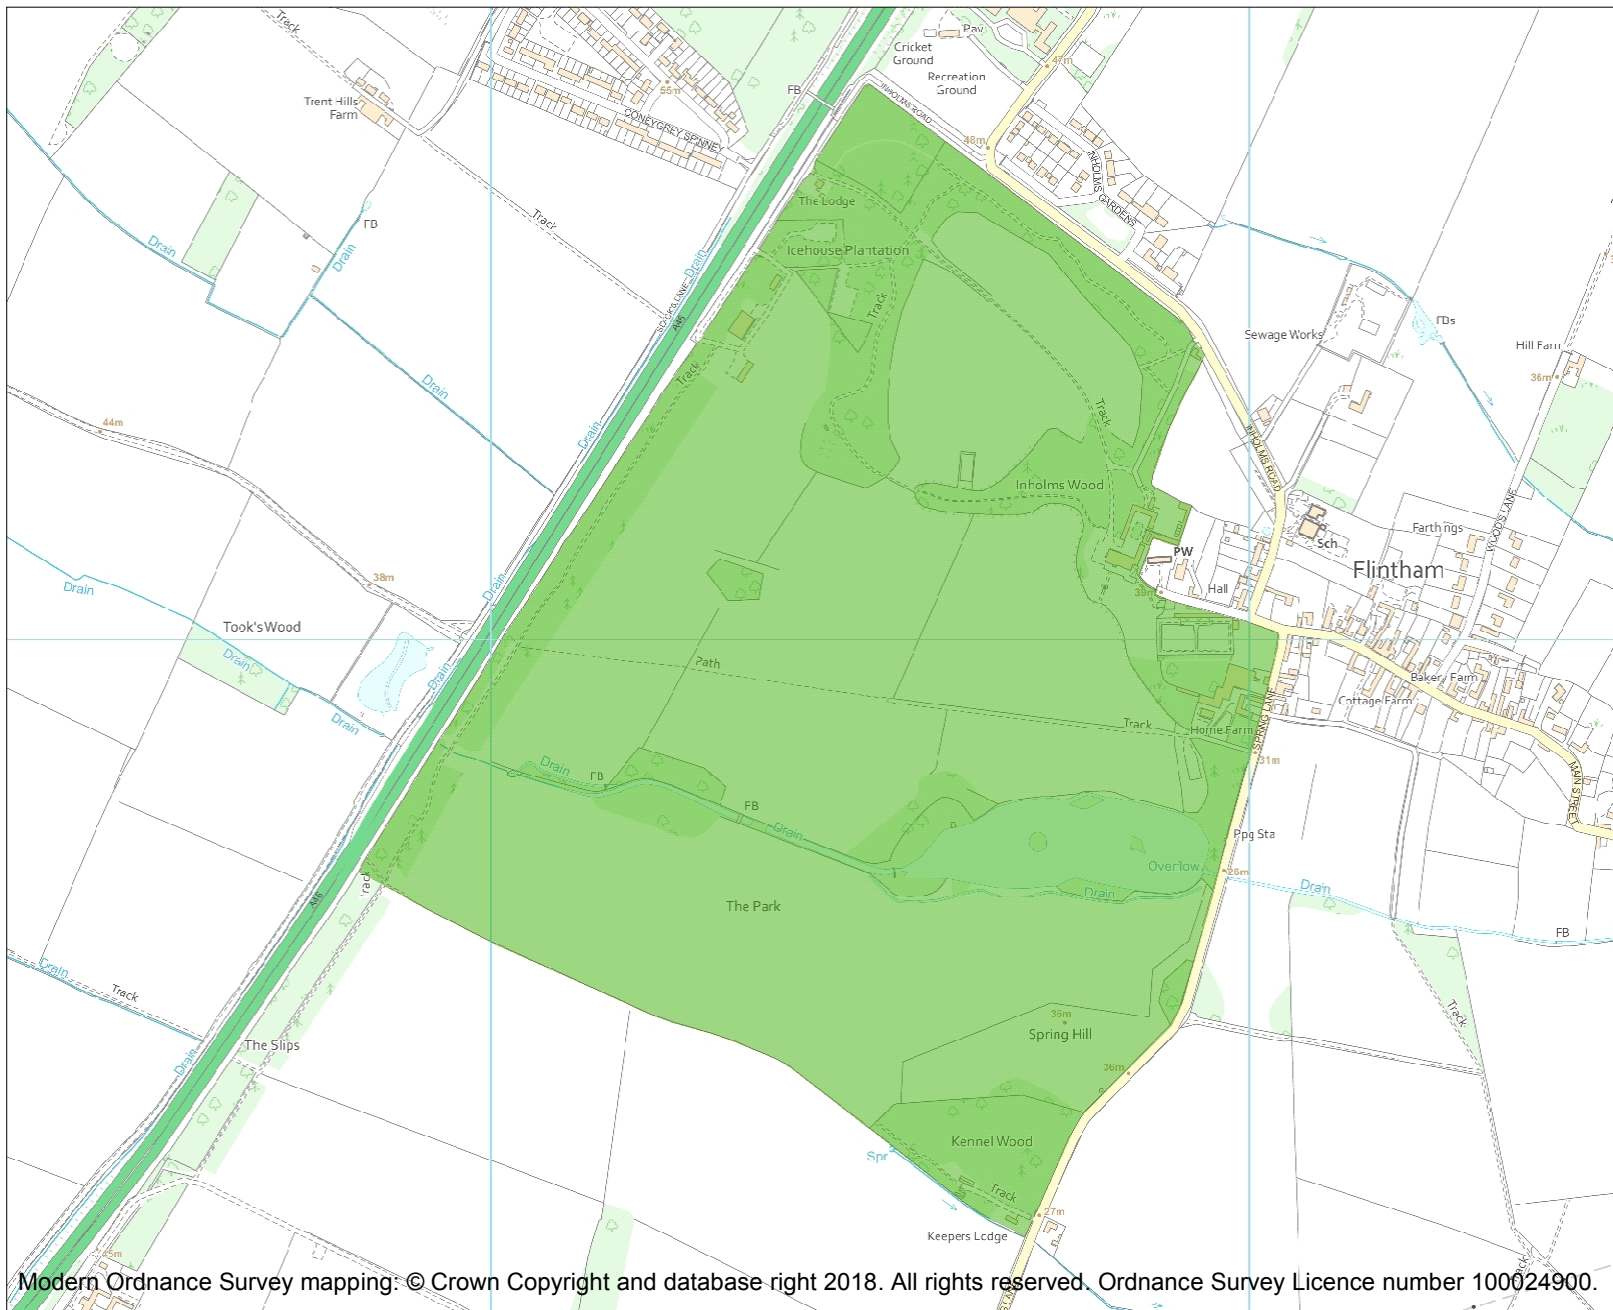 Track
Pav
Cricket
Ground
Recreation
Ground
47m
55m
FB
Trent Hills
Farm
CONEYGREY SPINNEY
INHOLMS ROAD
48m
INHOLMS GARDENS
The Lodge
Track
FB
Drain
Drain
Drain
Icehouse Plantation
Track
A46
Sewage Works
FBs
Hill Farm
36m
Track
Drain
Track
44m
Drain
INHOLMS ROAD
Inholms Wood
WOODS LANE
Farthings
Sch
PW
Flintham
Hall
39m
38m
Drain
Drain
Took's Wood
Drain
Drain
Drain
Path
Track
Home Farm
SPRING LANE
Baker Farm
Cottage Farm
31m
MAIN STREET
Drain
FB
FB
Drain
Ppg Sta
Overflow
26m
Drain
Drain
FB
The Park
Track
A46
Drain
Track
The Slips
Drain
36m
Spring Hill
36m
Track
Kennel Wood
Spr
Track
27m
Keepers Lodge
Track
Modern Ordnance Survey mapping: © Crown Copyright and database right 2018. All rights reserved. Ordnance Survey Licence number 100024900.